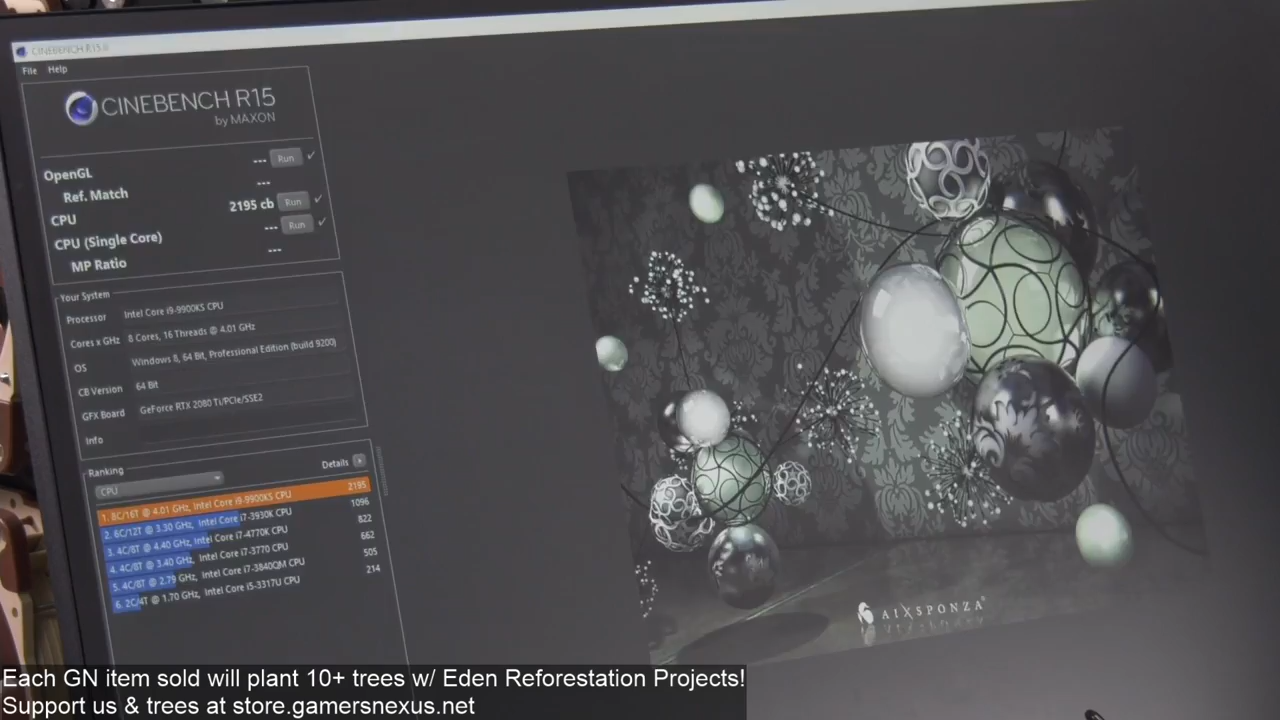 CINEBENCH R15
File Help
CINEBENCH R15
by MAXON
OpenGL --- Run
Ref. Match ---
CPU 2195 cb Run
CPU (Single Core) --- Run
MP Ratio ---
Your System
Processor Intel Core i9-9900KS CPU
Cores x GHz 8 Cores, 16 Threads @ 4.01 GHz
OS Windows 8, 64 Bit, Professional Edition (build 9200)
CB Version 64 Bit
GFX Board GeForce RTX 2080 Ti/PCIe/SSE2
Info
Ranking Details
CPU
1. 8C/16T @ 4.01 GHz, Intel Core i9-9900KS CPU 2195
2. 6C/12T @ 3.30 GHz, Intel Core i7-3930K CPU 1096
3. 4C/8T @ 4.40 GHz, Intel Core i7-4770K CPU 822
4. 4C/8T @ 3.40 GHz, Intel Core i7-3770 CPU 662
5. 4C/8T @ 2.79 GHz, Intel Core i7-3840QM CPU 505
6. 2C/4T @ 1.70 GHz, Intel Core i5-3317U CPU 214
AIXSPONZA®
Each GN item sold will plant 10+ trees w/ Eden Reforestation Projects!
Support us & trees at store.gamersnexus.net